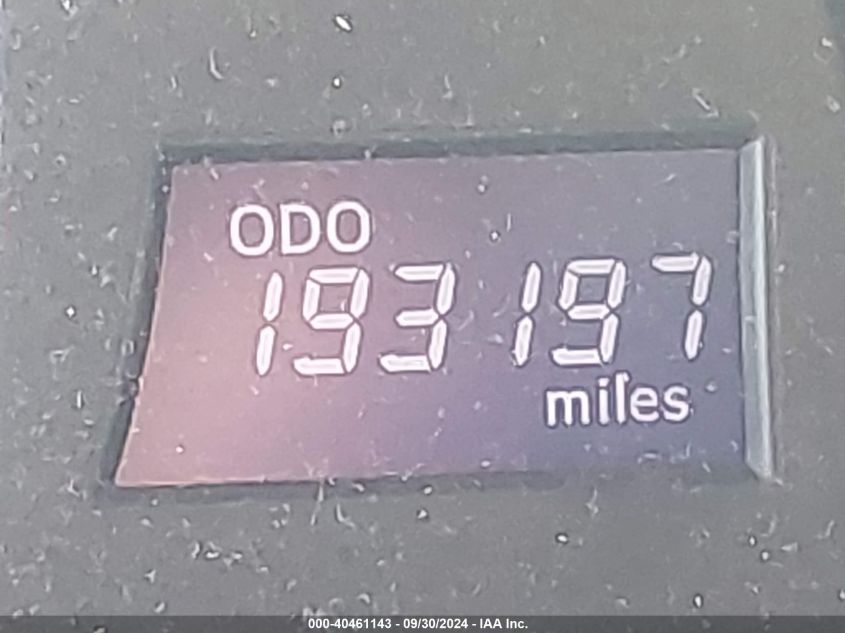 ODO
193197
miles
000-40461143 - 09/30/2024 - IAA Inc.